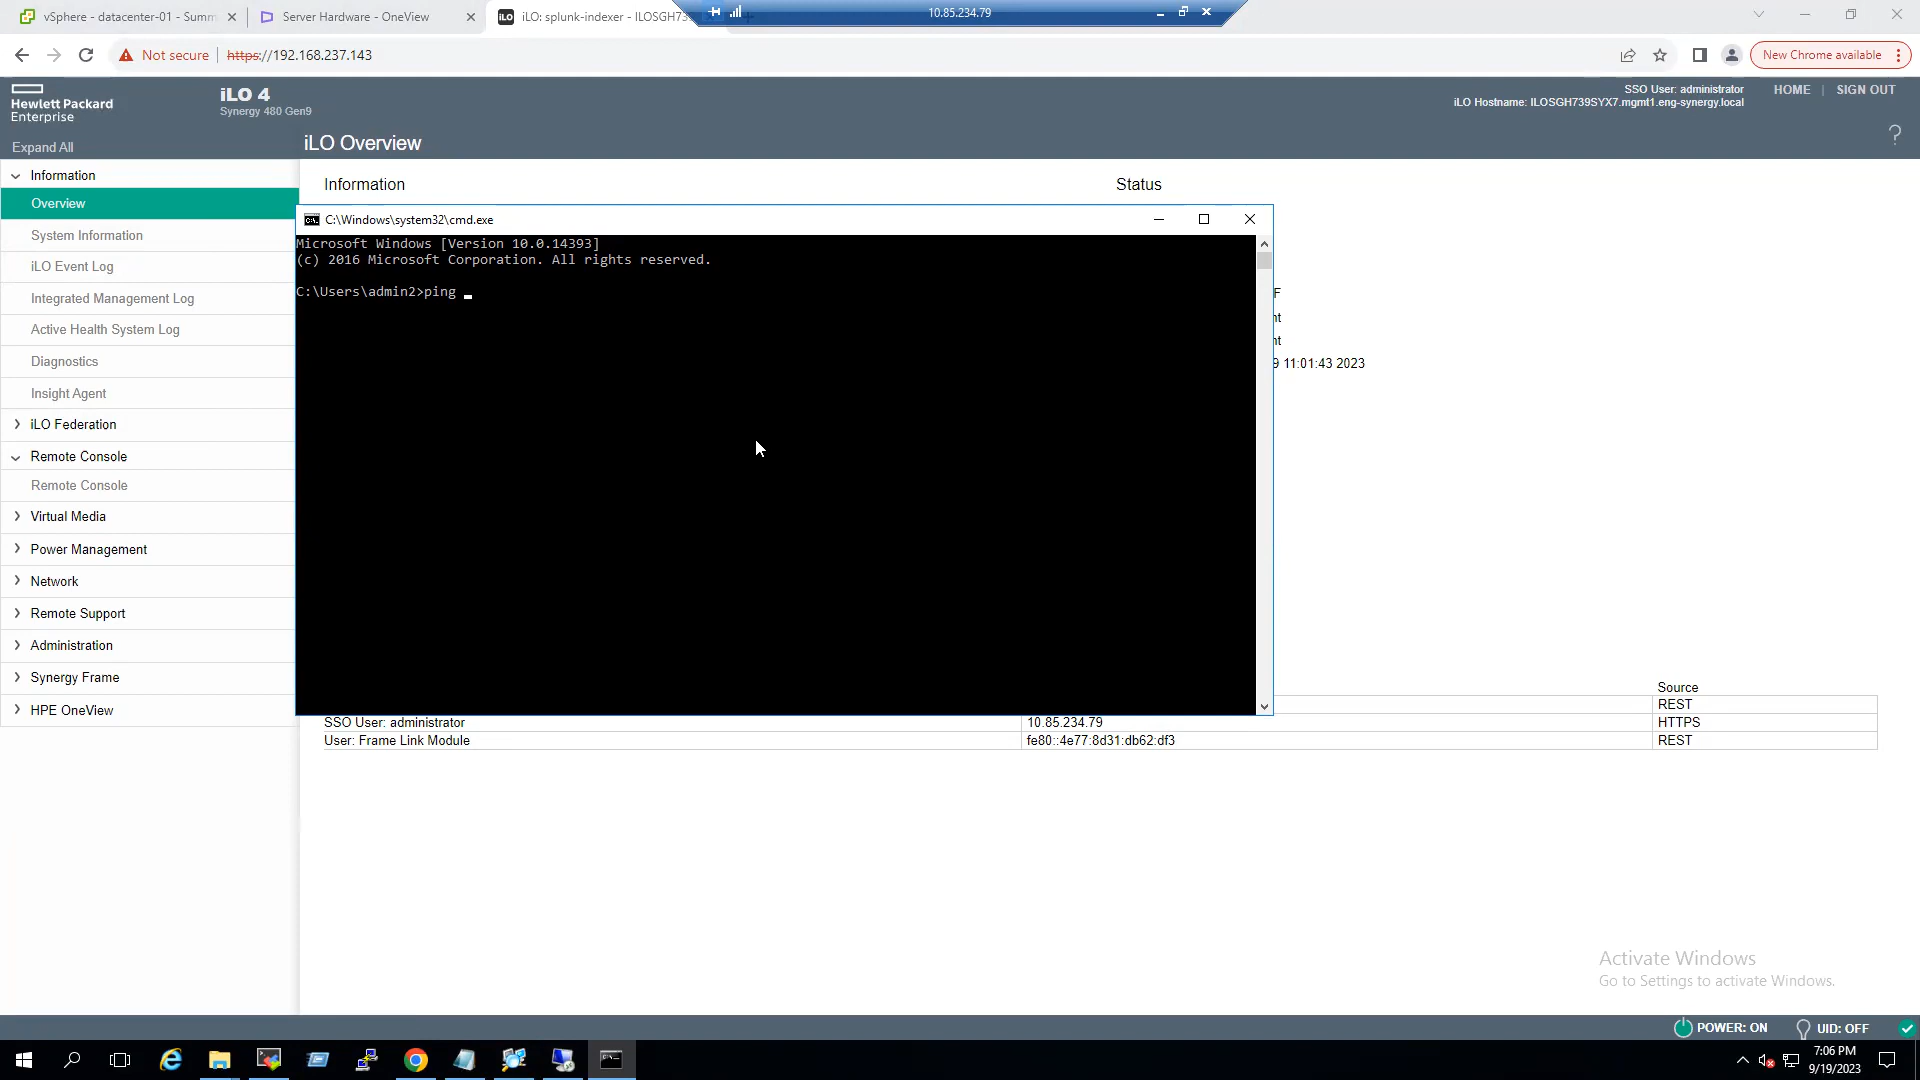 vSphere - datacenter-01 - Summ
Server Hardware - OneView
iLO: splunk-indexer - ILOSGH739
10.85.234.79
Not secure
https://192.168.237.143
New Chrome available
Hewlett Packard
Enterprise
iLO 4
Synergy 480 Gen9
SSO User: administrator
iLO Hostname: ILOSGH739SYX7.mgmt1.eng-synergy.local
HOME
SIGN OUT
Expand All
iLO Overview
?
Information
Overview
System Information
iLO Event Log
Integrated Management Log
Active Health System Log
Diagnostics
Insight Agent
iLO Federation
Remote Console
Remote Console
Virtual Media
Power Management
Network
Remote Support
Administration
Synergy Frame
HPE OneView
Information
Status
C:\Windows\system32\cmd.exe
Microsoft Windows [Version 10.0.14393]
(c) 2016 Microsoft Corporation. All rights reserved.
C:\Users\admin2>ping _
nt
nt
9 11:01:43 2023
Source
REST
SSO User: administrator
10.85.234.79
HTTPS
User: Frame Link Module
fe80::4e77:8d31:db62:df3
REST
Activate Windows
Go to Settings to activate Windows.
POWER: ON
UID: OFF
7:06 PM
9/19/2023